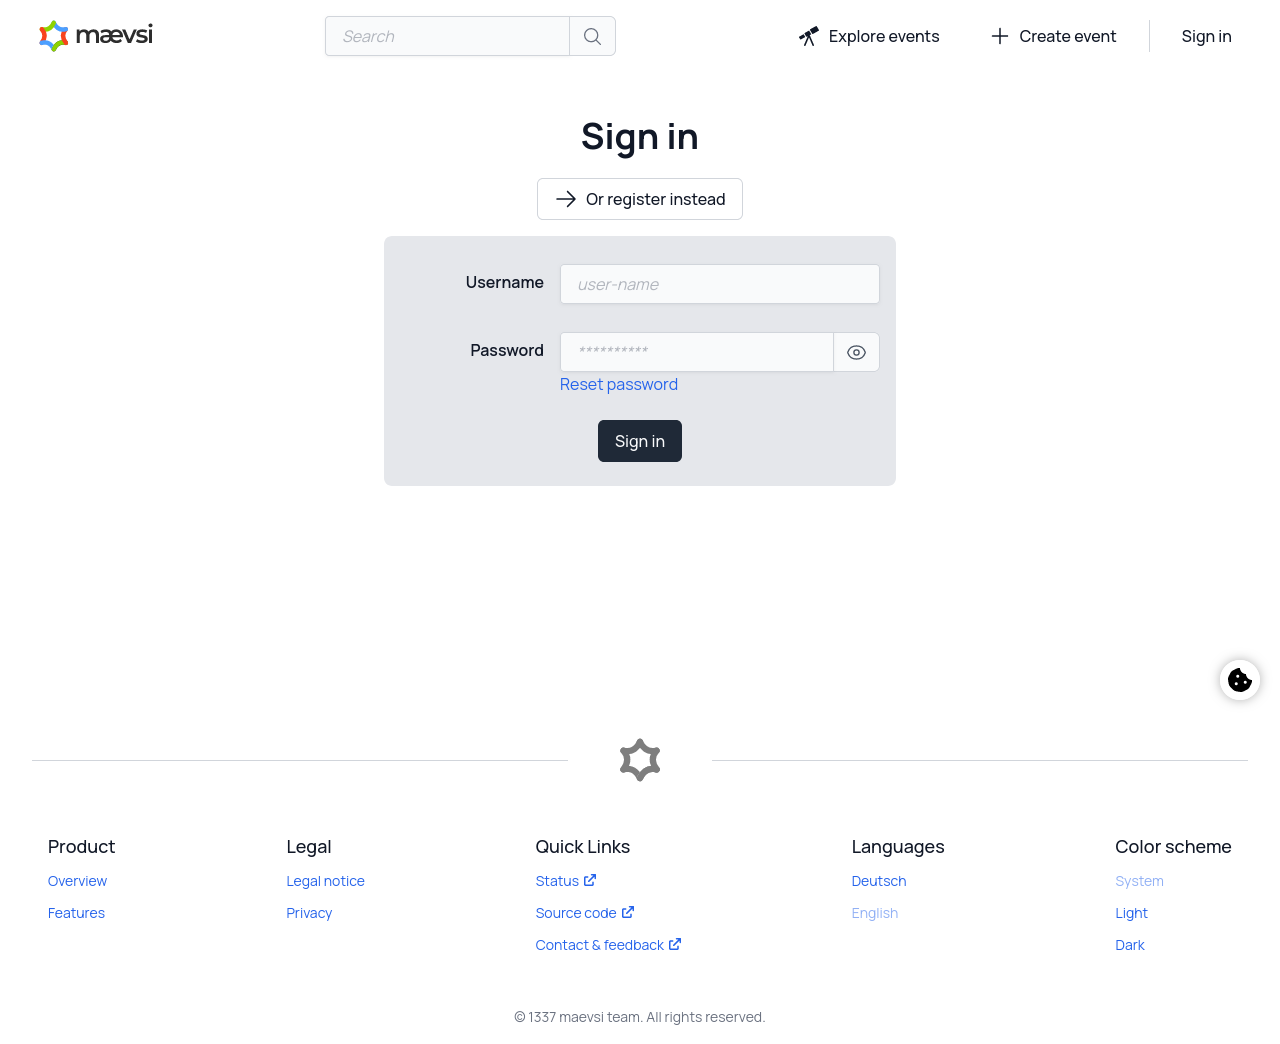 mævsi
Search
Explore events
Create event
Sign in
Sign in
Or register instead
Username
user-name
Password
**********
Reset password
Sign in
Product
Overview
Features
Legal
Legal notice
Privacy
Quick Links
Status
Source code
Contact & feedback
Languages
Deutsch
English
Color scheme
System
Light
Dark
© 1337 maevsi team. All rights reserved.